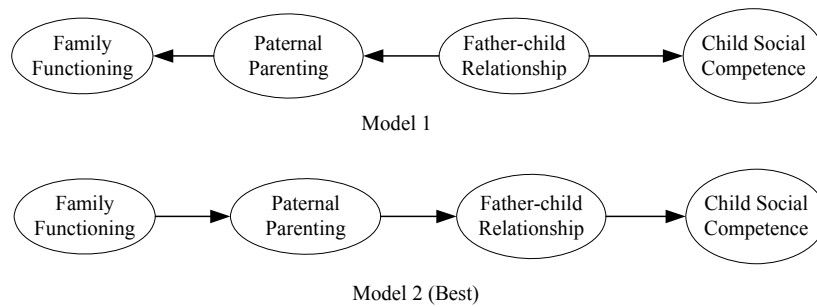 Family
Functioning
Paternal
Parenting
Father-child
Relationship
Child Social
Competence
Model 1
Family
Functioning
Paternal
Parenting
Father-child
Relationship
Child Social
Competence
Model 2 (Best)